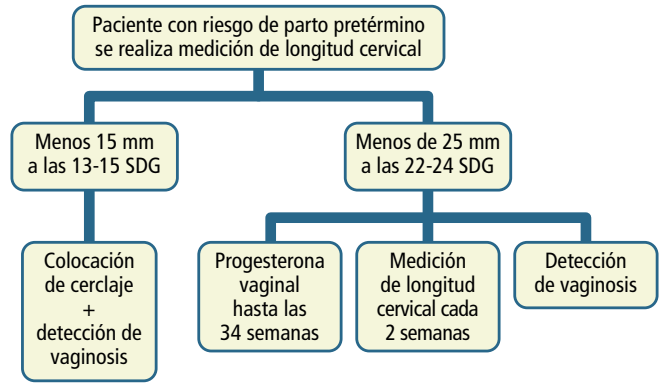 Paciente con riesgo de parto pretérmino
se realiza medición de longitud cervical
Menos 15 mm
a las 13-15 SDG
Menos de 25 mm
a las 22-24 SDG
Colocación
de cerclaje
+
detección de
vaginosis
Progesterona
vaginal
hasta las
34 semanas
Medición
de longitud
cervical cada
2 semanas
Detección
de vaginosis